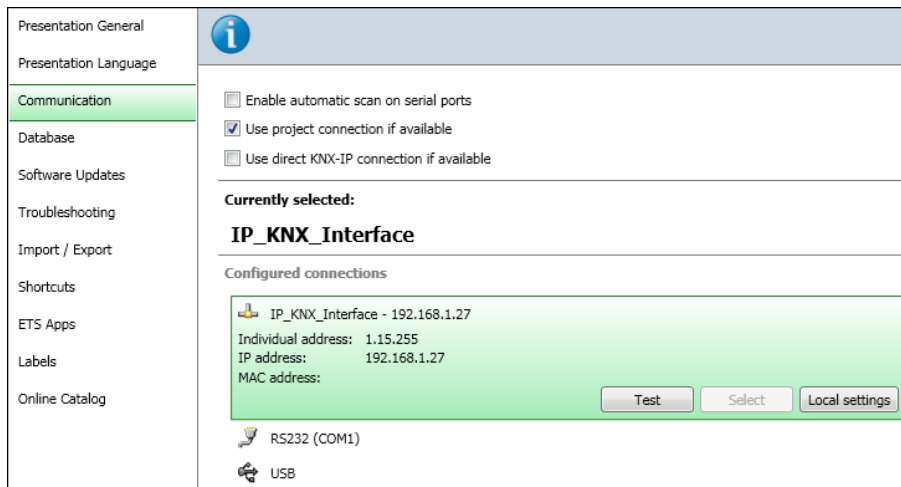 Presentation General
Presentation Language
Communication
Database
Software Updates
Troubleshooting
Import / Export
Shortcuts
ETS Apps
Labels
Online Catalog
Enable automatic scan on serial ports
Use project connection if available
Use direct KNX-IP connection if available
Currently selected:
IP_KNX_Interface
Configured connections
IP_KNX_Interface - 192.168.1.27
Individual address: 1.15.255
IP address: 192.168.1.27
MAC address:
Test Select Local settings
RS232 (COM1)
USB